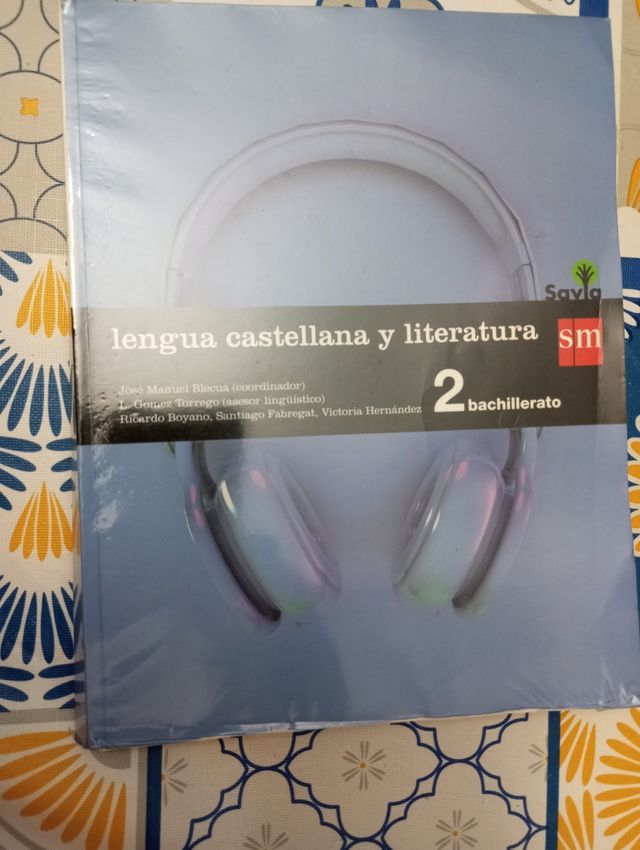 Savia
lengua castellana y literatura
sm
José Manuel Blecua (coordinador)
L. Gómez Torrego (asesor lingüístico)
Ricardo Boyano, Santiago Fabregat, Victoria Hernández
2 bachillerato